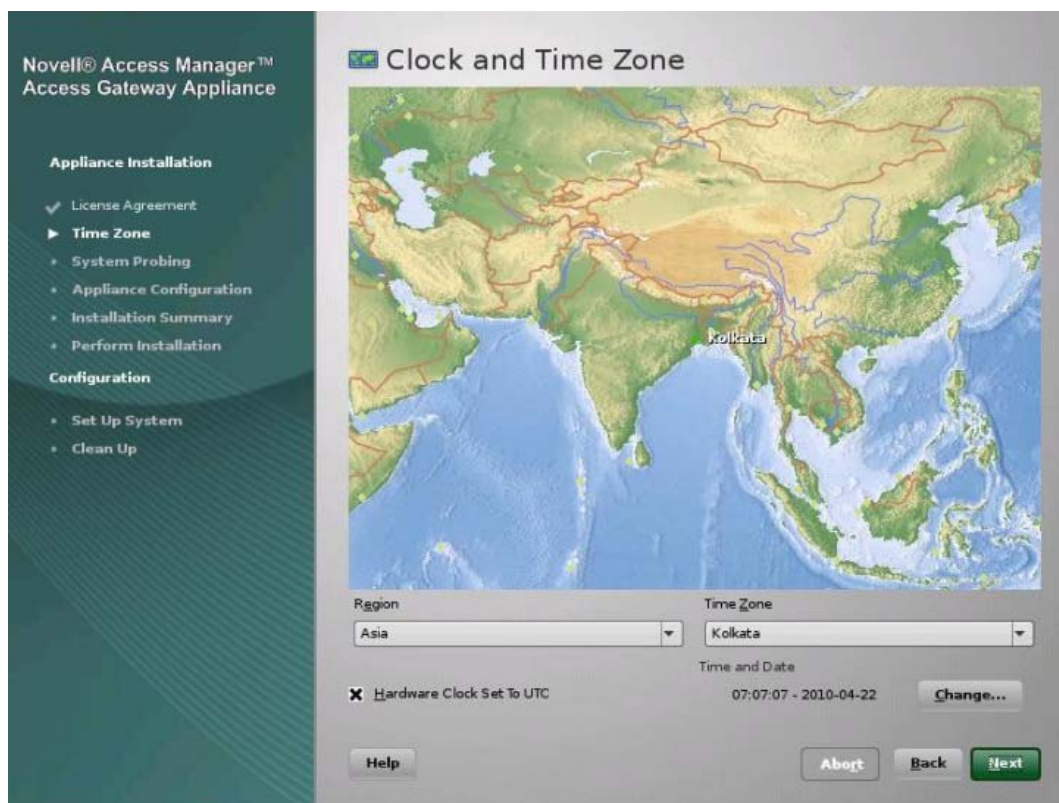 Novell® Access Manager™
Access Gateway Appliance
Appliance Installation
License Agreement
Time Zone
System Probing
Appliance Configuration
Installation Summary
Perform Installation
Configuration
Set Up System
Clean Up
Clock and Time Zone
Kolkata
Region
Time Zone
Asia
Kolkata
Time and Date
Hardware Clock Set To UTC
07:07:07 - 2010-04-22
Change...
Help
Abort
Back
Next